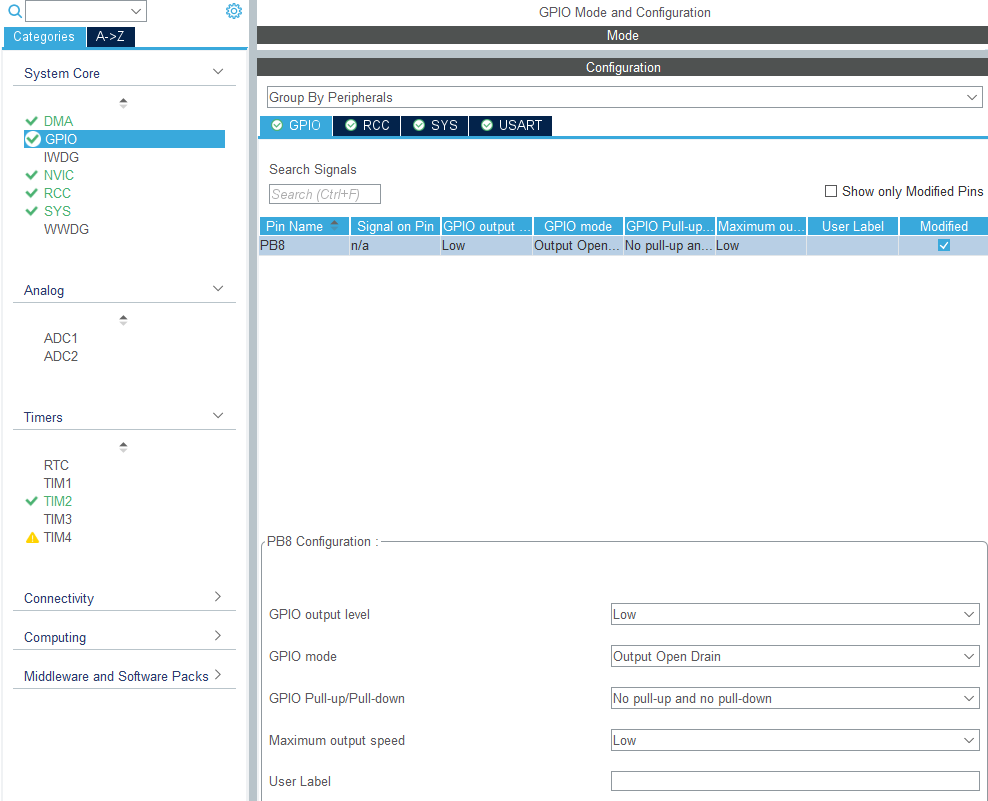 GPIO Mode and Configuration
Mode
Configuration
Categories A->Z
System Core
DMA
GPIO
IWDG
NVIC
RCC
SYS
WWDG
Analog
ADC1
ADC2
Timers
RTC
TIM1
TIM2
TIM3
TIM4
Connectivity
Computing
Middleware and Software Packs
Group By Peripherals
GPIO RCC SYS USART
Search Signals
Search (Ctrl+F)
Show only Modified Pins
Pin Name Signal on Pin GPIO output ... GPIO mode GPIO Pull-up... Maximum ou... User Label Modified
PB8 n/a Low Output Open... No pull-up an... Low
PB8 Configuration :
GPIO output level Low
GPIO mode Output Open Drain
GPIO Pull-up/Pull-down No pull-up and no pull-down
Maximum output speed Low
User Label